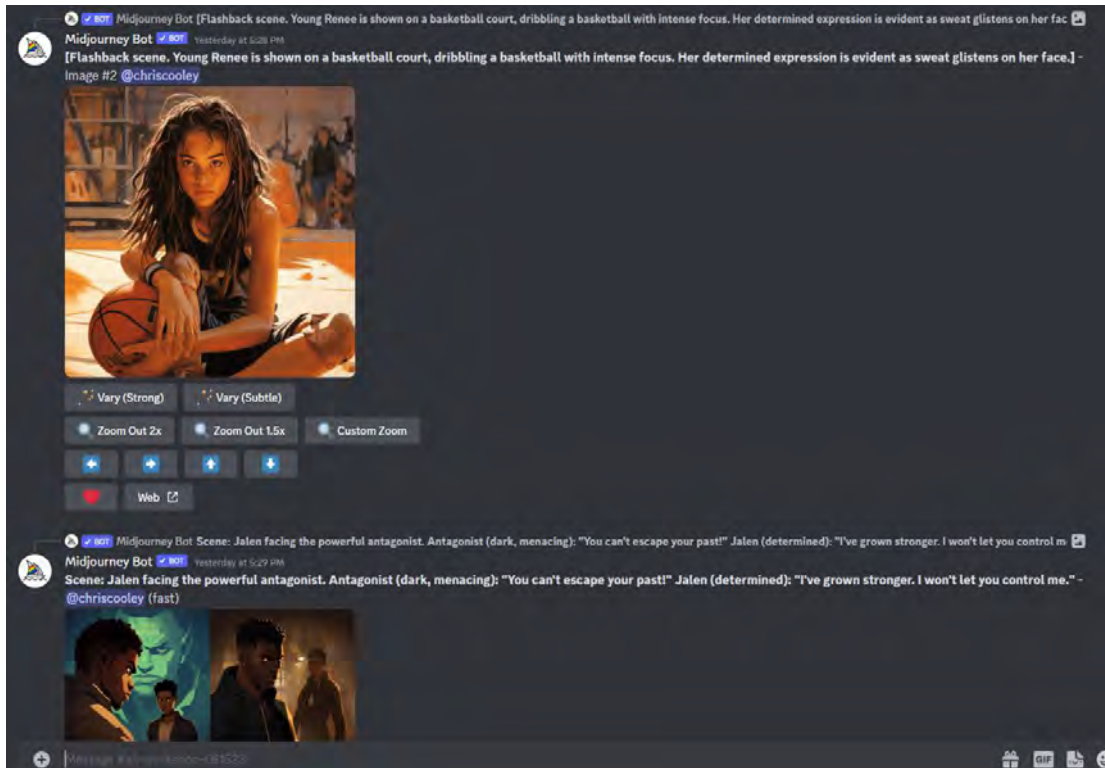 ✓ BOT Midjourney Bot [Flashback scene. Young Renee is shown on a basketball court, dribbling a basketball with intense focus. Her determined expression is evident as sweat glistens on her fac
Midjourney Bot ✓ BOT Yesterday at 5:28 PM
[Flashback scene. Young Renee is shown on a basketball court, dribbling a basketball with intense focus. Her determined expression is evident as sweat glistens on her face.] -
Image #2 @chriscooley
Vary (Strong) Vary (Subtle)
Zoom Out 2x Zoom Out 1.5x Custom Zoom
Web
✓ BOT Midjourney Bot Scene: Jalen facing the powerful antagonist. Antagonist (dark, menacing): "You can't escape your past!" Jalen (determined): "I've grown stronger. I won't let you control m
Midjourney Bot ✓ BOT Yesterday at 5:29 PM
Scene: Jalen facing the powerful antagonist. Antagonist (dark, menacing): "You can't escape your past!" Jalen (determined): "I've grown stronger. I won't let you control me." -
@chriscooley (fast)
Message
GIF